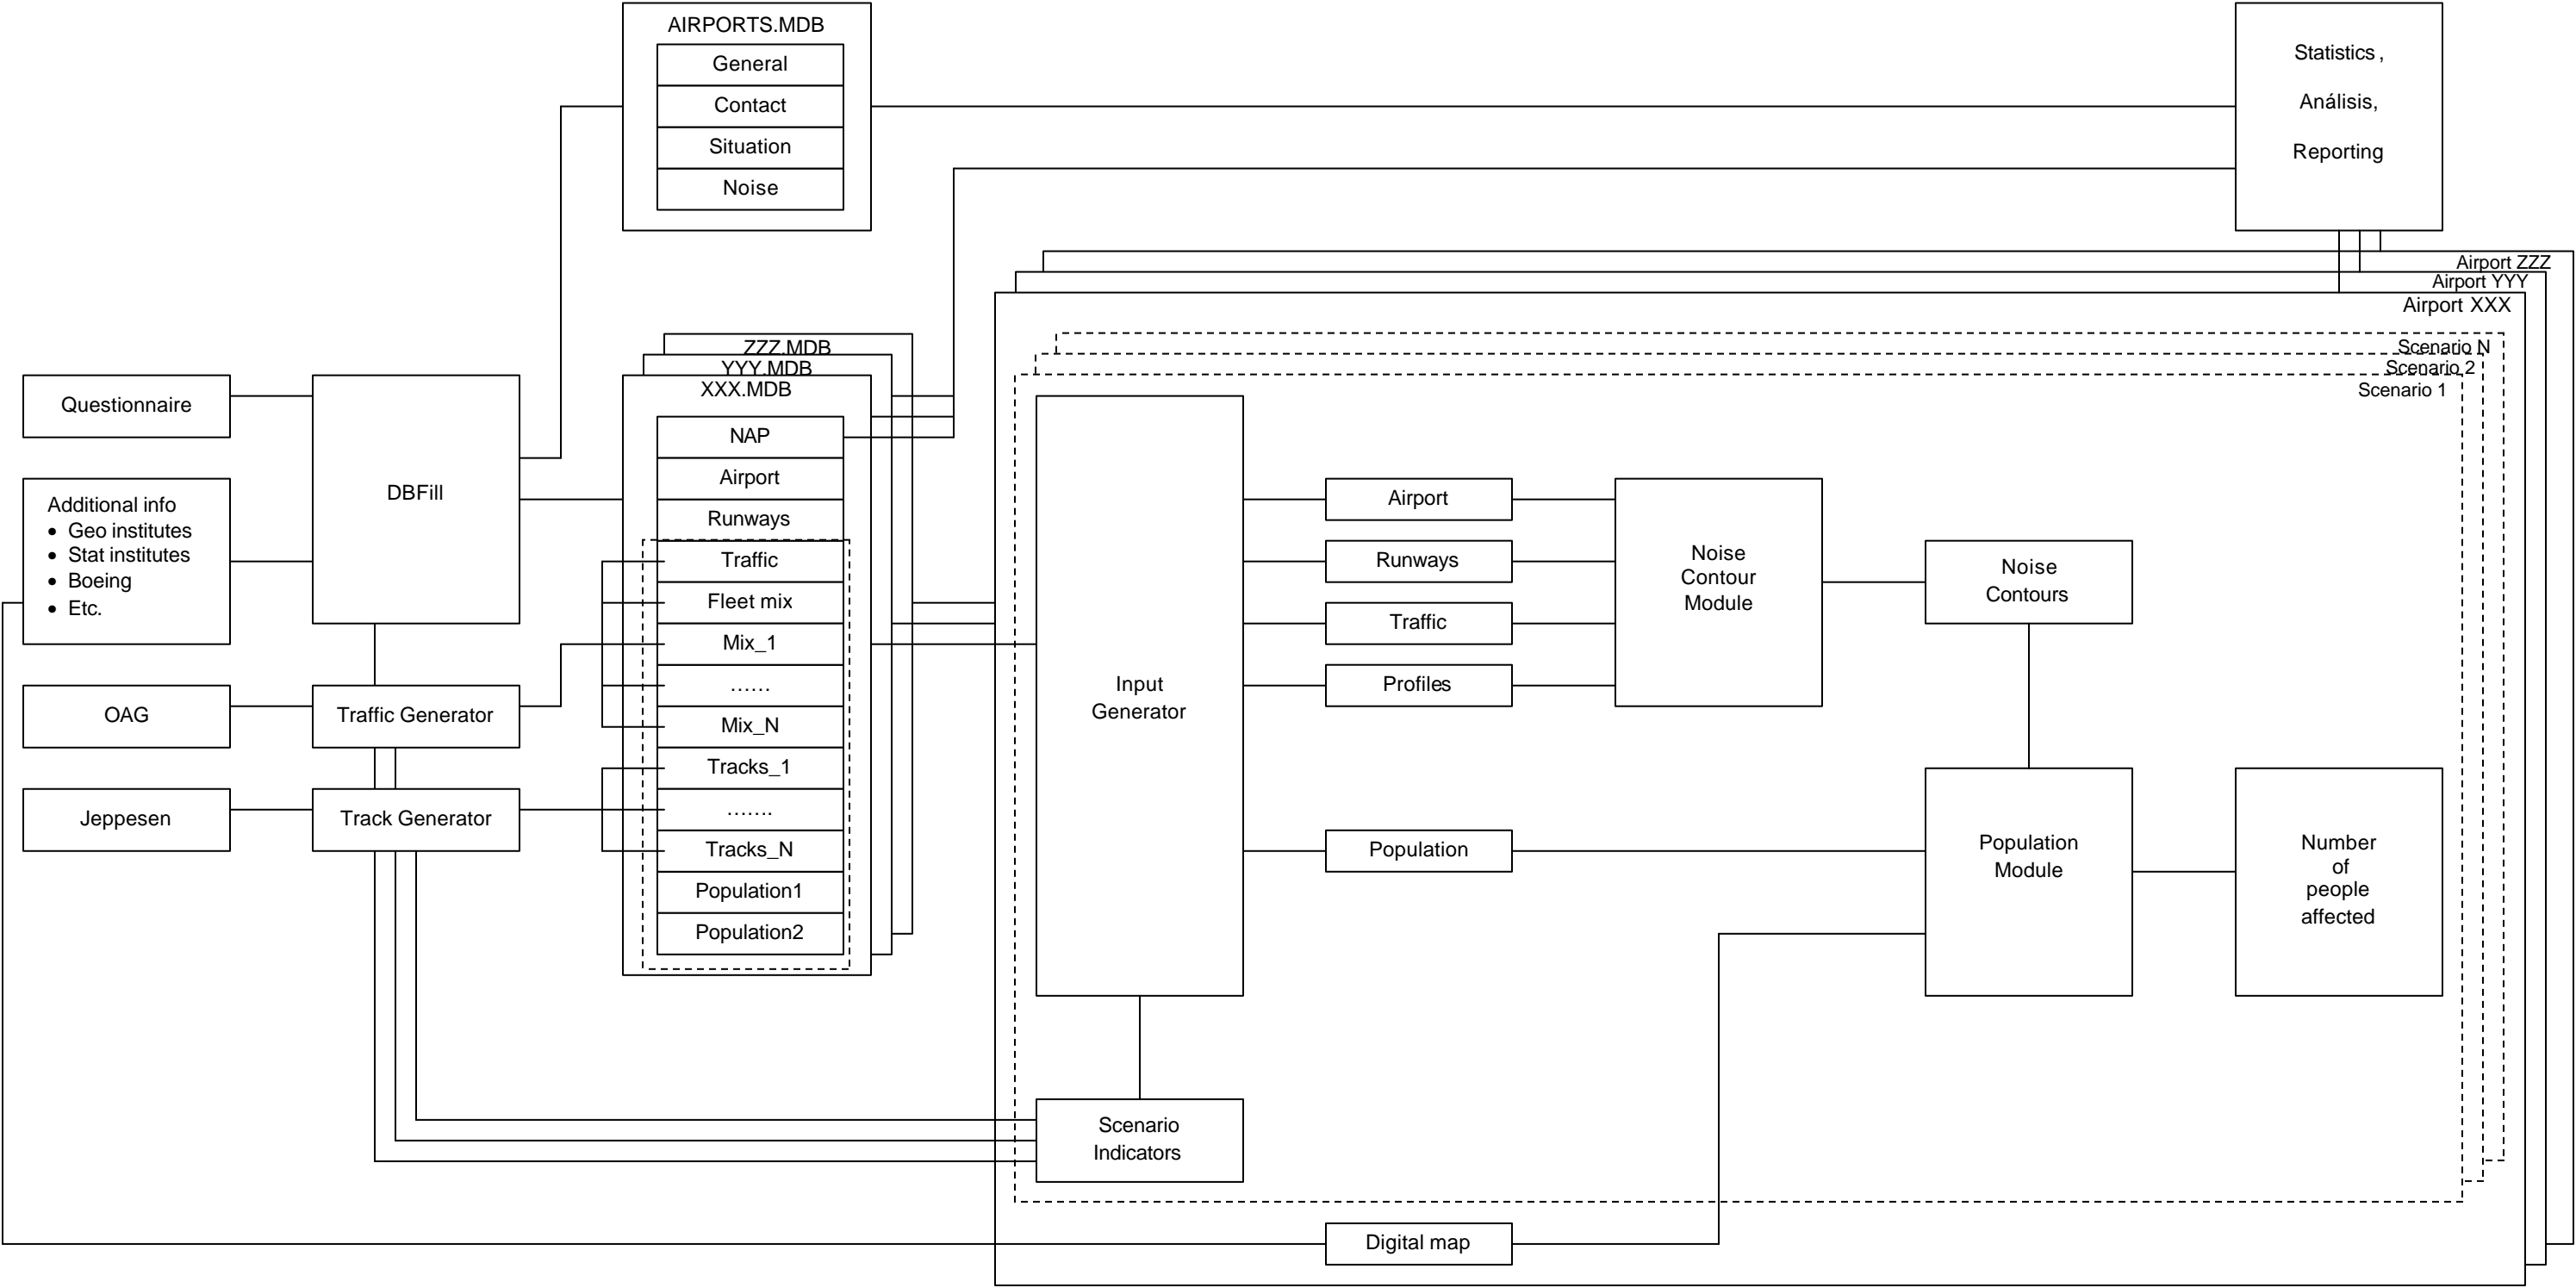 AIRPORTS.MDB
General
Contact
Situation
Noise
Statistics ,
Análisis,
Reporting
Airport ZZZ
Airport YYY
Airport XXX
Scenario N
Scenario 2
Scenario 1
Questionnaire
Additional info
• Geo institutes
• Stat institutes
• Boeing
• Etc.
OAG
Jeppesen
DBFill
Traffic Generator
Track Generator
ZZZ.MDB
YYY.MDB
XXX.MDB
NAP
Airport
Runways
Traffic
Fleet mix
Mix_1
……
Mix_N
Tracks_1
…….
Tracks_N
Population1
Population2
Input
Generator
Airport
Runways
Traffic
Profiles
Population
Noise
Contour
Module
Noise
Contours
Population
Module
Number
of
people
affected
Scenario
Indicators
Digital map